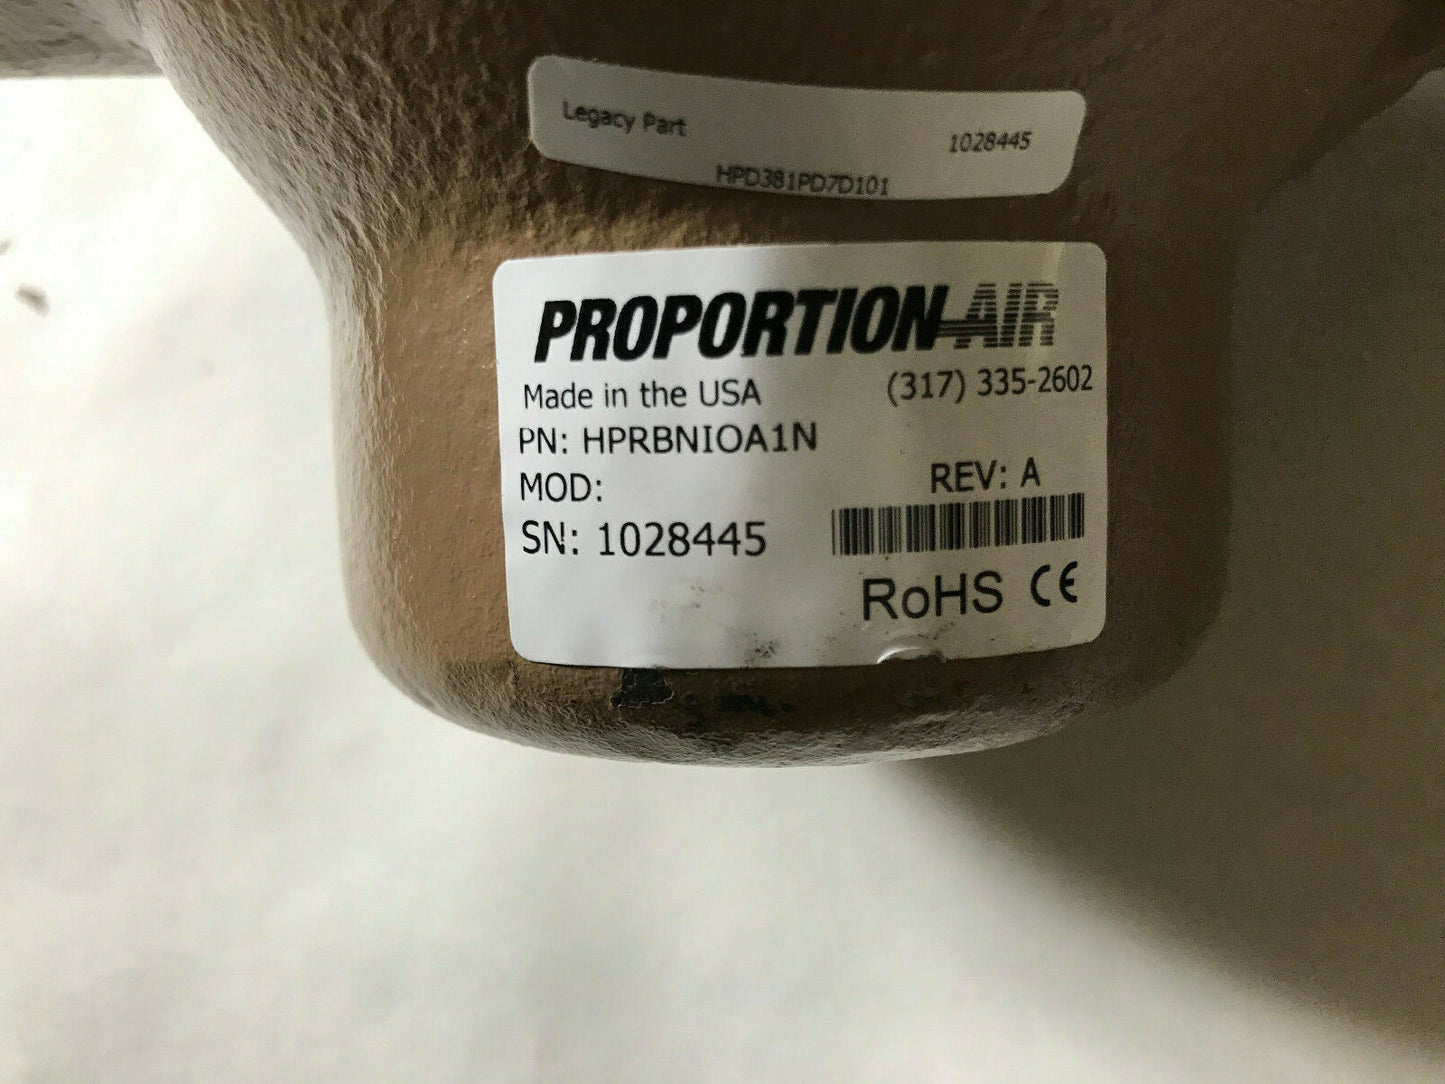 Legacy Part 1028445
HPD381PD7D101
PROPORTION-AIR
Made in the USA (317) 335-2602
PN: HPRBNIOA1N
MOD: REV: A
SN: 1028445
RoHS CE